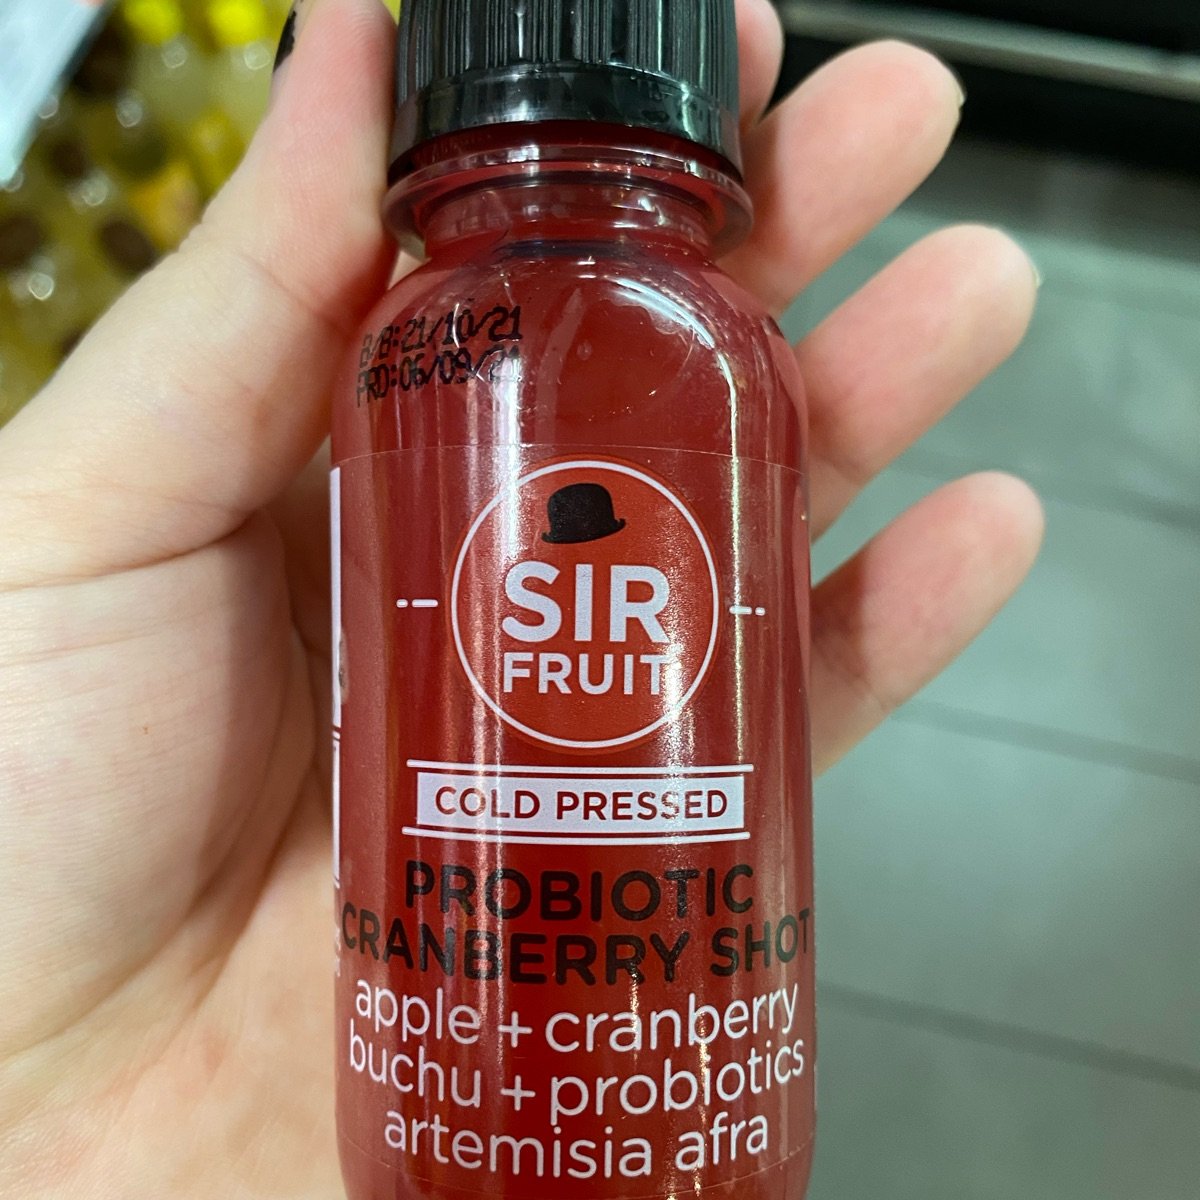 B/B:21/10/21
PRD:06/09/21
SIR
FRUIT
COLD PRESSED
PROBIOTIC
CRANBERRY SHOT
apple + cranberry
buchu + probiotics
artemisia afra